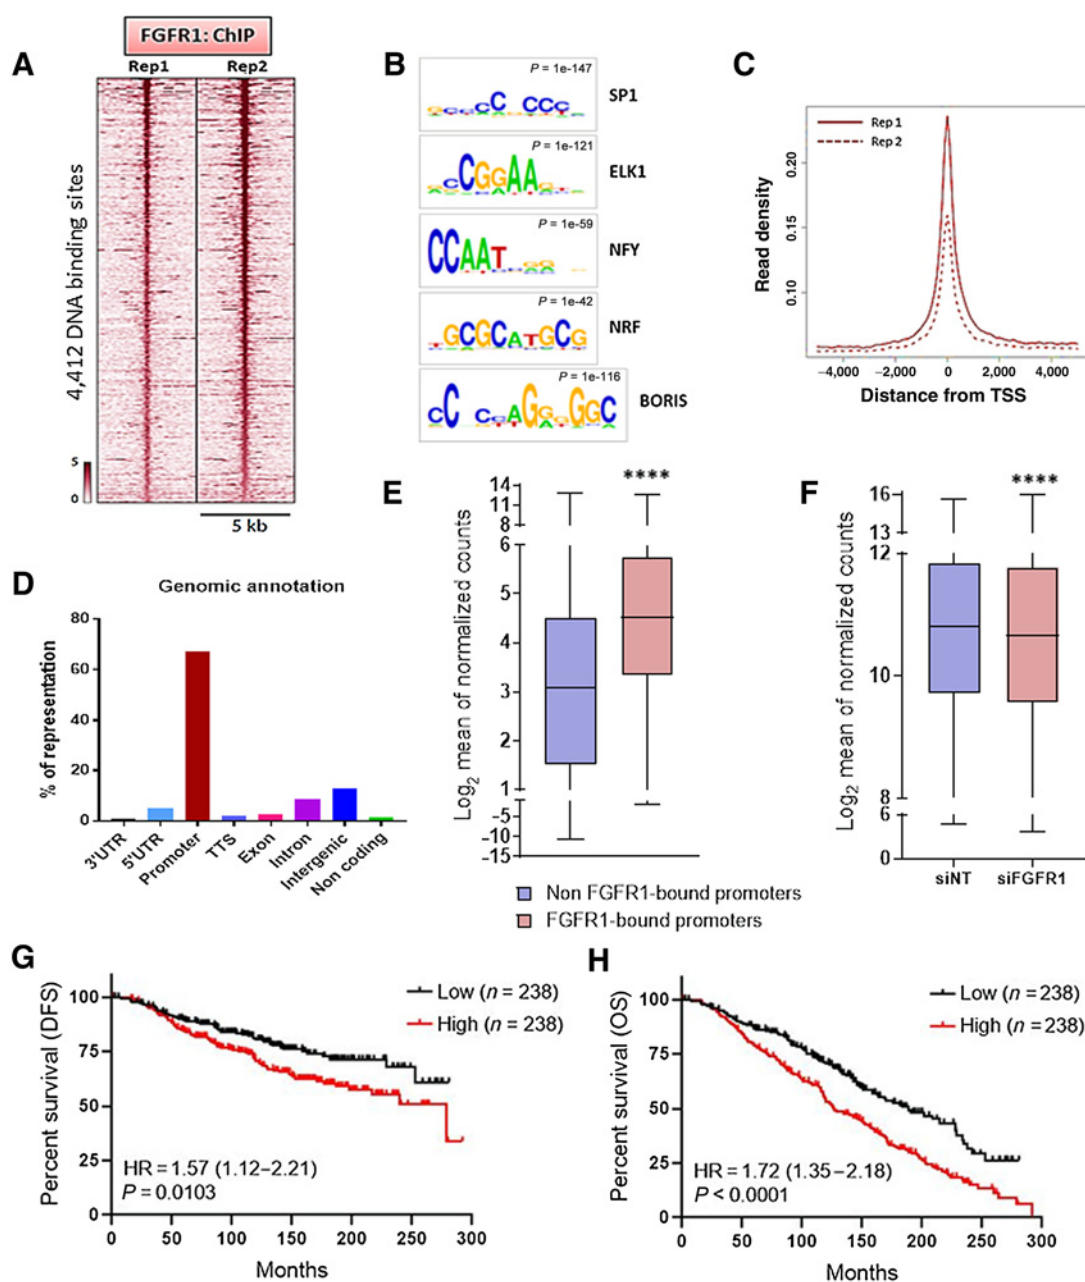 A
FGFR1: ChIP
Rep1 Rep2
4,412 DNA binding sites
5
0
5 kb
B
P = 1e-147
SP1
P = 1e-121
ELK1
P = 1e-59
NFY
P = 1e-42
NRF
P = 1e-116
BORIS
C
Rep 1
Rep 2
Read density
0.20
0.15
0.10
−4,000 −2,000 0 2,000 4,000
Distance from TSS
D
Genomic annotation
% of representation
80
60
40
20
0
3'UTR 5'UTR Promoter TTS Exon Intron Intergenic Non coding
E
****
Log2 mean of normalized counts
14
11
8
6
5
4
3
2
1
0
−5
−10
−15
Non FGFR1-bound promoters
FGFR1-bound promoters
F
****
Log2 mean of normalized counts
16
13
12
10
8
6
0
siNT siFGFR1
G
Percent survival (DFS)
100
75
50
25
0
Low (n = 238)
High (n = 238)
HR = 1.57 (1.12–2.21)
P = 0.0103
0 50 100 150 200 250 300
Months
H
Percent survival (OS)
100
75
50
25
0
Low (n = 238)
High (n = 238)
HR = 1.72 (1.35–2.18)
P < 0.0001
0 50 100 150 200 250 300
Months